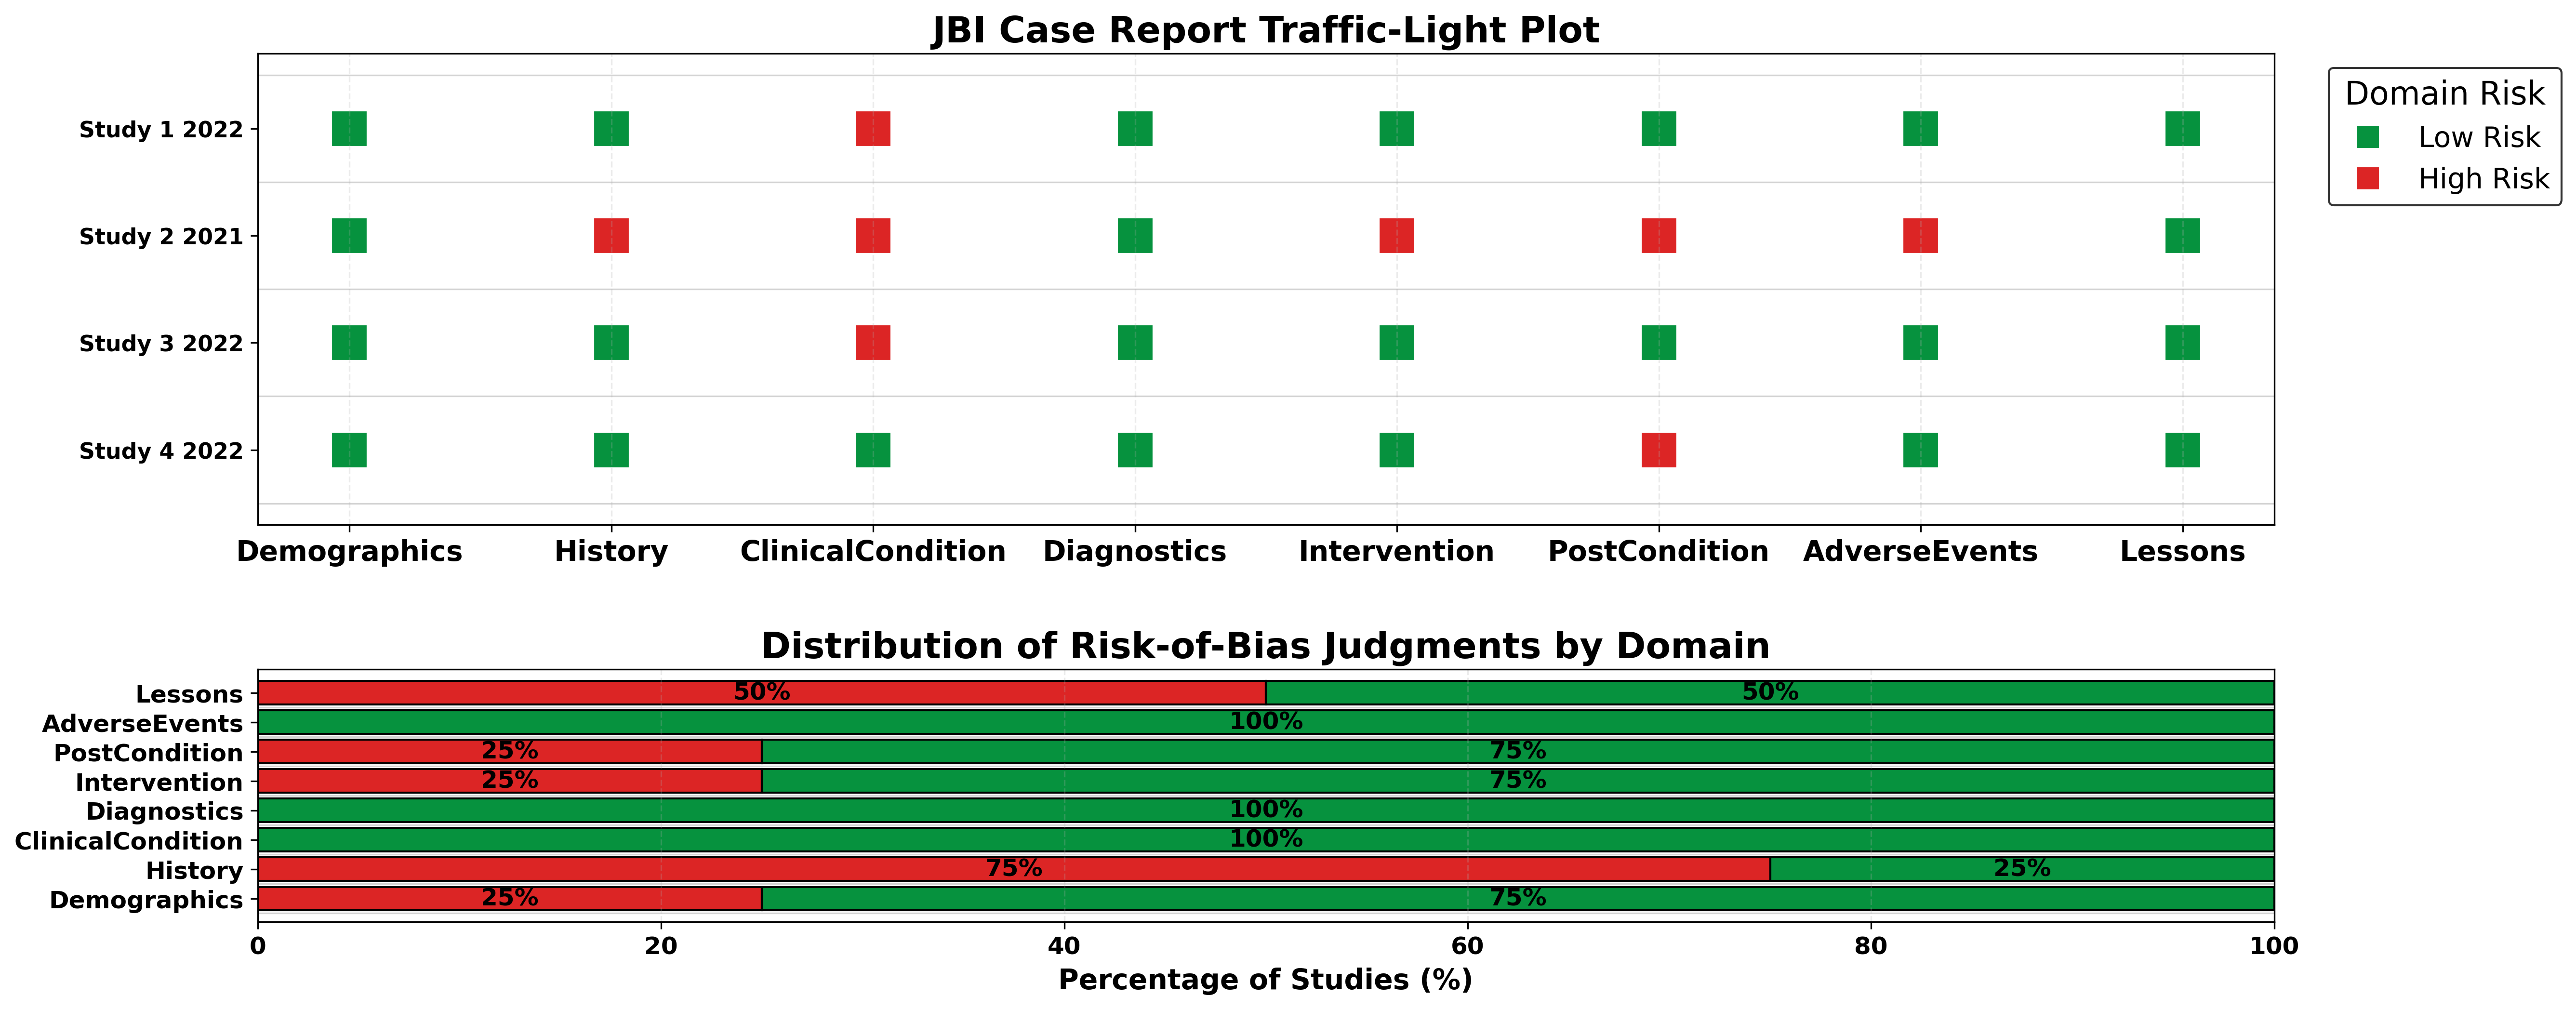 JBI Case Report Traffic-Light Plot
Domain Risk
Low Risk
High Risk
Study 1 2022
Study 2 2021
Study 3 2022
Study 4 2022
Demographics History ClinicalCondition Diagnostics Intervention PostCondition AdverseEvents Lessons
Distribution of Risk-of-Bias Judgments by Domain
Lessons 50% 50%
AdverseEvents 100%
PostCondition 25% 75%
Intervention 25% 75%
Diagnostics 100%
ClinicalCondition 100%
History 75% 25%
Demographics 25% 75%
0 20 40 60 80 100
Percentage of Studies (%)